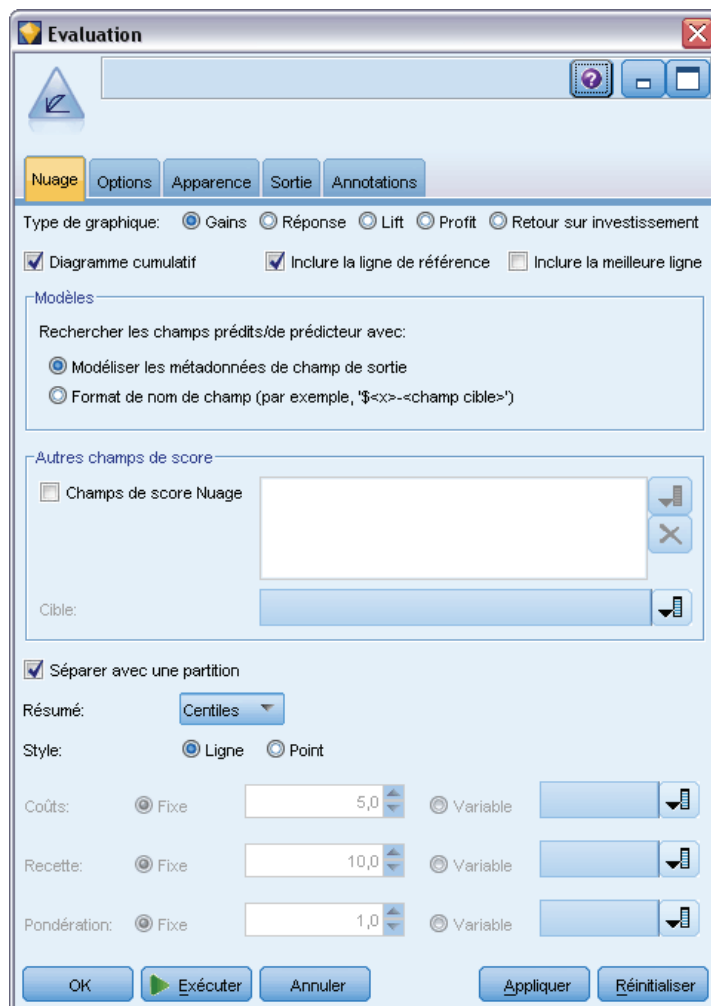 Evaluation
Nuage Options Apparence Sortie Annotations
Type de graphique: Gains Réponse Lift Profit Retour sur investissement
Diagramme cumulatif Inclure la ligne de référence Inclure la meilleure ligne
Modèles
Rechercher les champs prédits/de prédicteur avec:
Modéliser les métadonnées de champ de sortie
Format de nom de champ (par exemple, '$<x>-<champ cible>')
Autres champs de score
Champs de score Nuage
Cible:
Séparer avec une partition
Résumé: Centiles
Style: Ligne Point
Coûts: Fixe 5,0 Variable
Recette: Fixe 10,0 Variable
Pondération: Fixe 1,0 Variable
OK Exécuter Annuler Appliquer Réinitialiser